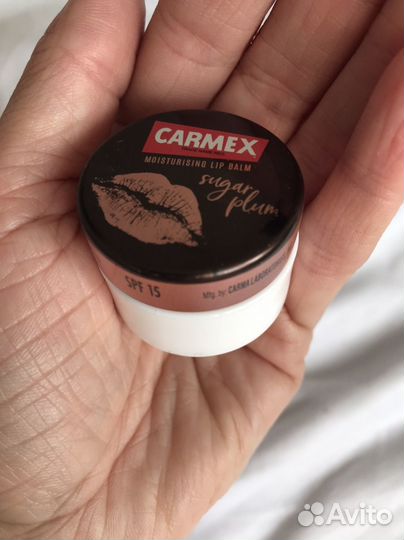 CARMEX
MOISTURISING LIP BALM
sugar
plum
SPF 15
Mfg. by: CARMA LABORATORIES
Avito